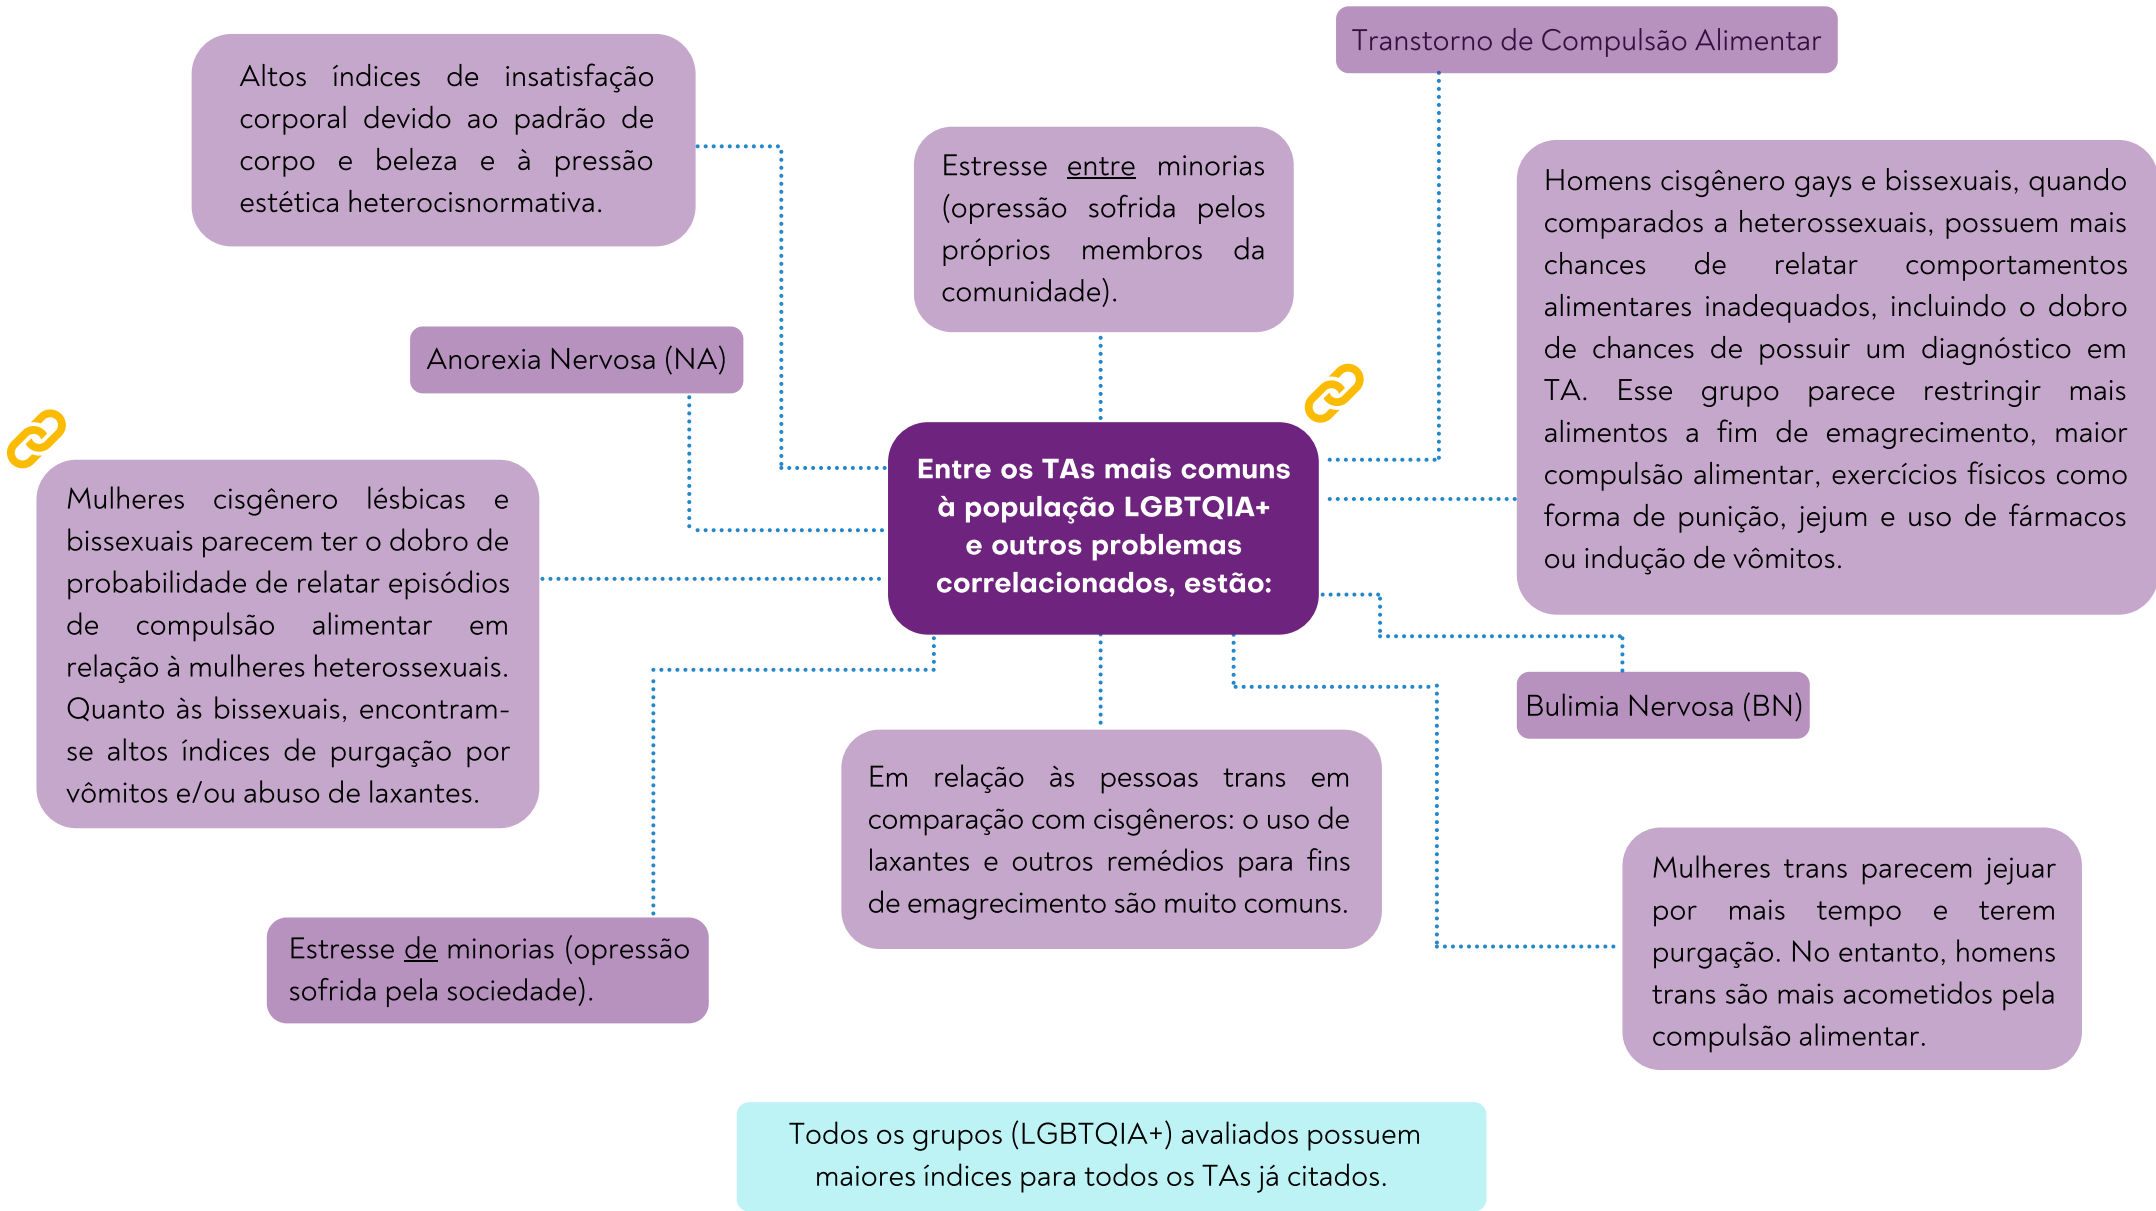 Transtorno de Compulsão Alimentar
Altos índices de insatisfação
corporal devido ao padrão de
corpo e beleza e à pressão
estética heterocisnormativa.
Estresse entre minorias
(opressão sofrida pelos
próprios membros da
comunidade).
Homens cisgênero gays e bissexuais, quando
comparados a heterossexuais, possuem mais
chances de relatar comportamentos
alimentares inadequados, incluindo o dobro
de chances de possuir um diagnóstico em
TA. Esse grupo parece restringir mais
alimentos a fim de emagrecimento, maior
compulsão alimentar, exercícios físicos como
forma de punição, jejum e uso de fármacos
ou indução de vômitos.
Anorexia Nervosa (NA)
Entre os TAs mais comuns
à população LGBTQIA+
e outros problemas
correlacionados, estão:
Mulheres cisgênero lésbicas e
bissexuais parecem ter o dobro de
probabilidade de relatar episódios
de compulsão alimentar em
relação à mulheres heterossexuais.
Quanto às bissexuais, encontram-
se altos índices de purgação por
vômitos e/ou abuso de laxantes.
Bulimia Nervosa (BN)
Em relação às pessoas trans em
comparação com cisgêneros: o uso de
laxantes e outros remédios para fins
de emagrecimento são muito comuns.
Mulheres trans parecem jejuar
por mais tempo e terem
purgação. No entanto, homens
trans são mais acometidos pela
compulsão alimentar.
Estresse de minorias (opressão
sofrida pela sociedade).
Todos os grupos (LGBTQIA+) avaliados possuem
maiores índices para todos os TAs já citados.